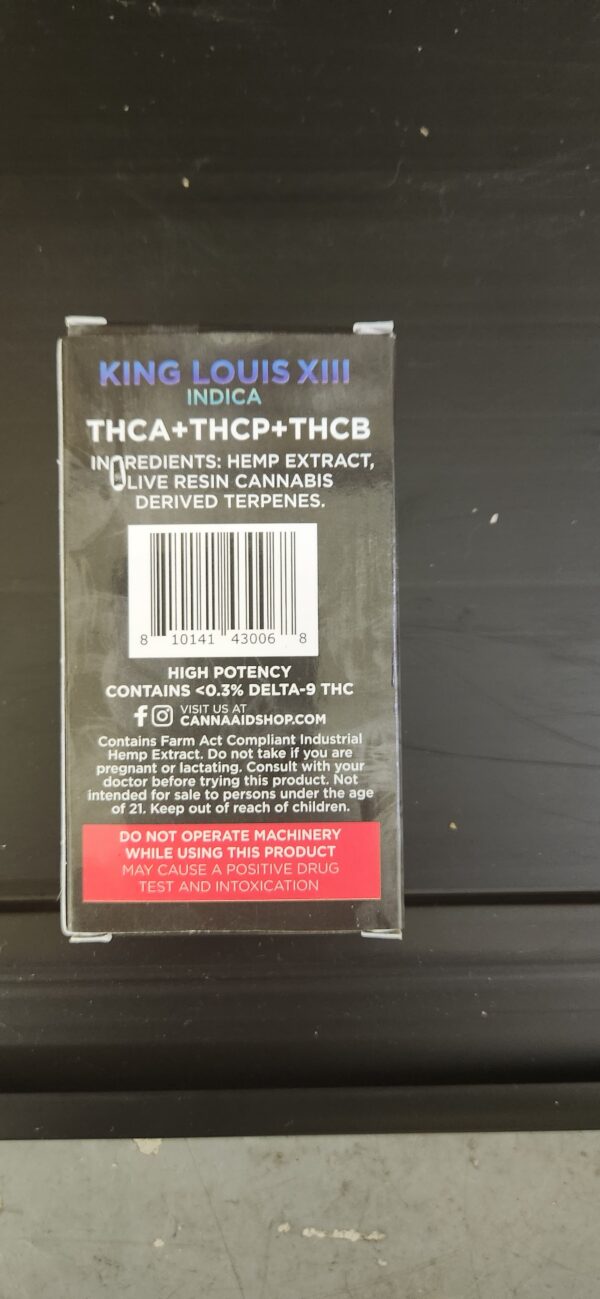 KING LOUIS XIII
INDICA
THCA+THCP+THCB
INGREDIENTS: HEMP EXTRACT,
LIVE RESIN CANNABIS
DERIVED TERPENES.
8 10141 43006 8
HIGH POTENCY
CONTAINS <0.3% DELTA-9 THC
VISIT US AT
CANNAAIDSHOP.COM
Contains Farm Act Compliant Industrial
Hemp Extract. Do not take if you are
pregnant or lactating. Consult with your
doctor before trying this product. Not
intended for sale to persons under the age
of 21. Keep out of reach of children.
DO NOT OPERATE MACHINERY
WHILE USING THIS PRODUCT
MAY CAUSE A POSITIVE DRUG
TEST AND INTOXICATION